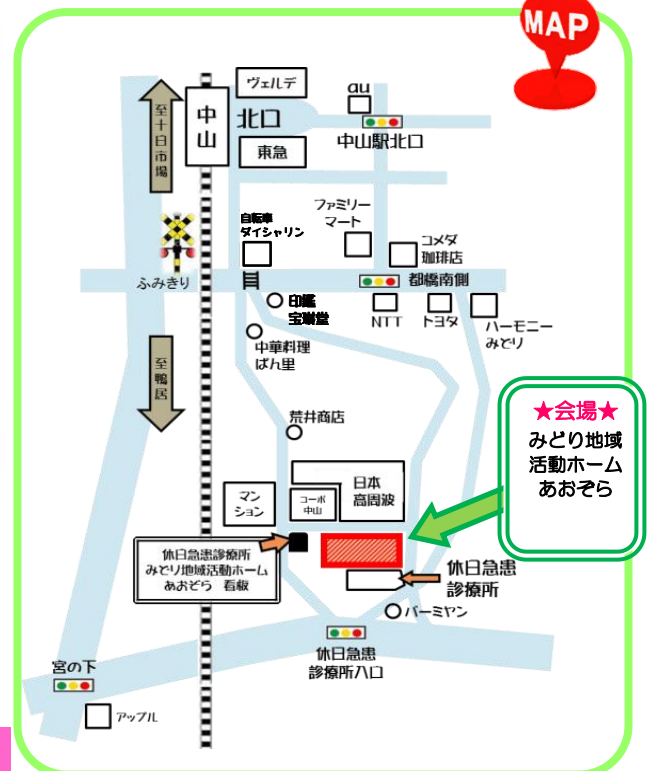 MAP
ヴェルデ
au
至十日市場
中山
北口
中山駅北口
東急
ファミリー
マート
自転車
ダイシャリン
コメダ
珈琲店
ふみきり
都橋南側
印鑑
宝瑞堂
NTT
トヨタ
ハーモニー
みどり
中華料理
ばん里
至鴨居
★会場★
みどり地域
活動ホーム
あおぞら
荒井商店
日本
高周波
マン
ション
コーポ
中山
休日急患診療所
みどり地域活動ホーム
あおぞら 看板
休日急患
診療所
バーミヤン
休日急患
診療所入口
宮の下
アップル